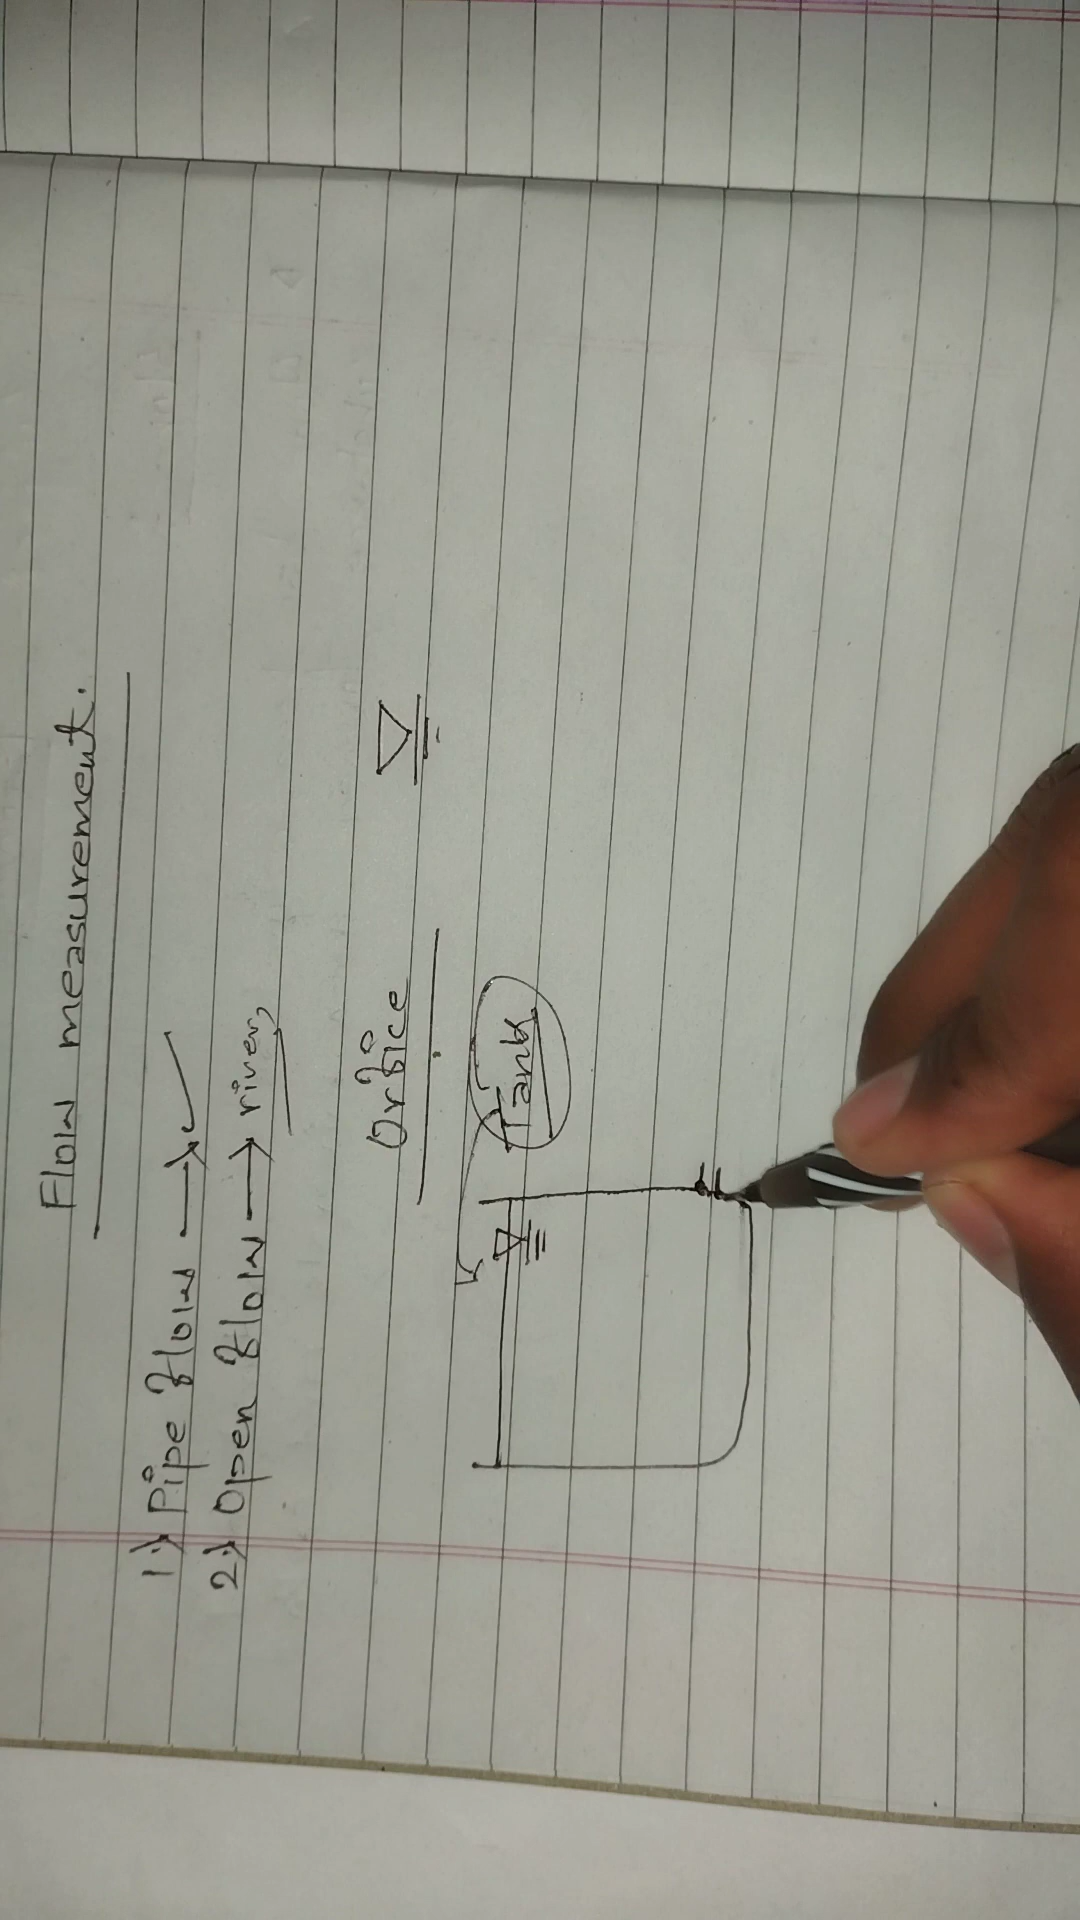 Flow measurement.
1) Pipe flow →
2) Open flow → river,
Orifice
Tank